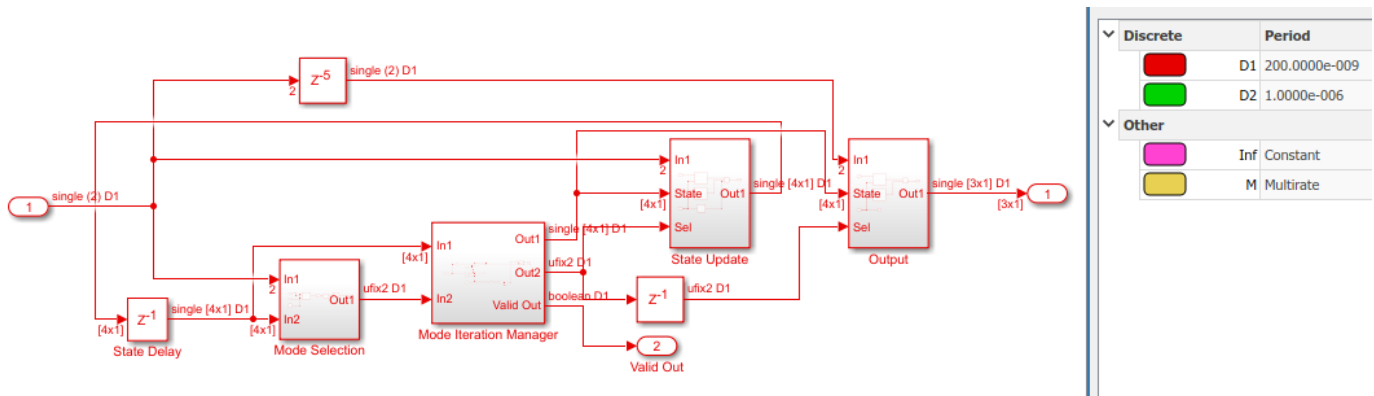 z-5
single (2) D1
2
single (2) D1
1
In1
2
State
[4x1]
Sel
Out1
single [4x1] D1
State Update
In1
2
State
[4x1]
Sel
Out1
single [3x1] D1
[3x1]
1
Output
z-1
[4x1]
single [4x1] D1
State Delay
In1
2
In2
[4x1]
Out1
ufix2 D1
Mode Selection
In1
[4x1]
In2
Out1
single [4x1] D1
Out2
ufix2 D1
Valid Out
boolean D1
Mode Iteration Manager
z-1
ufix2 D1
2
Valid Out
Discrete Period
D1 200.0000e-009
D2 1.0000e-006
Other
Inf Constant
M Multirate